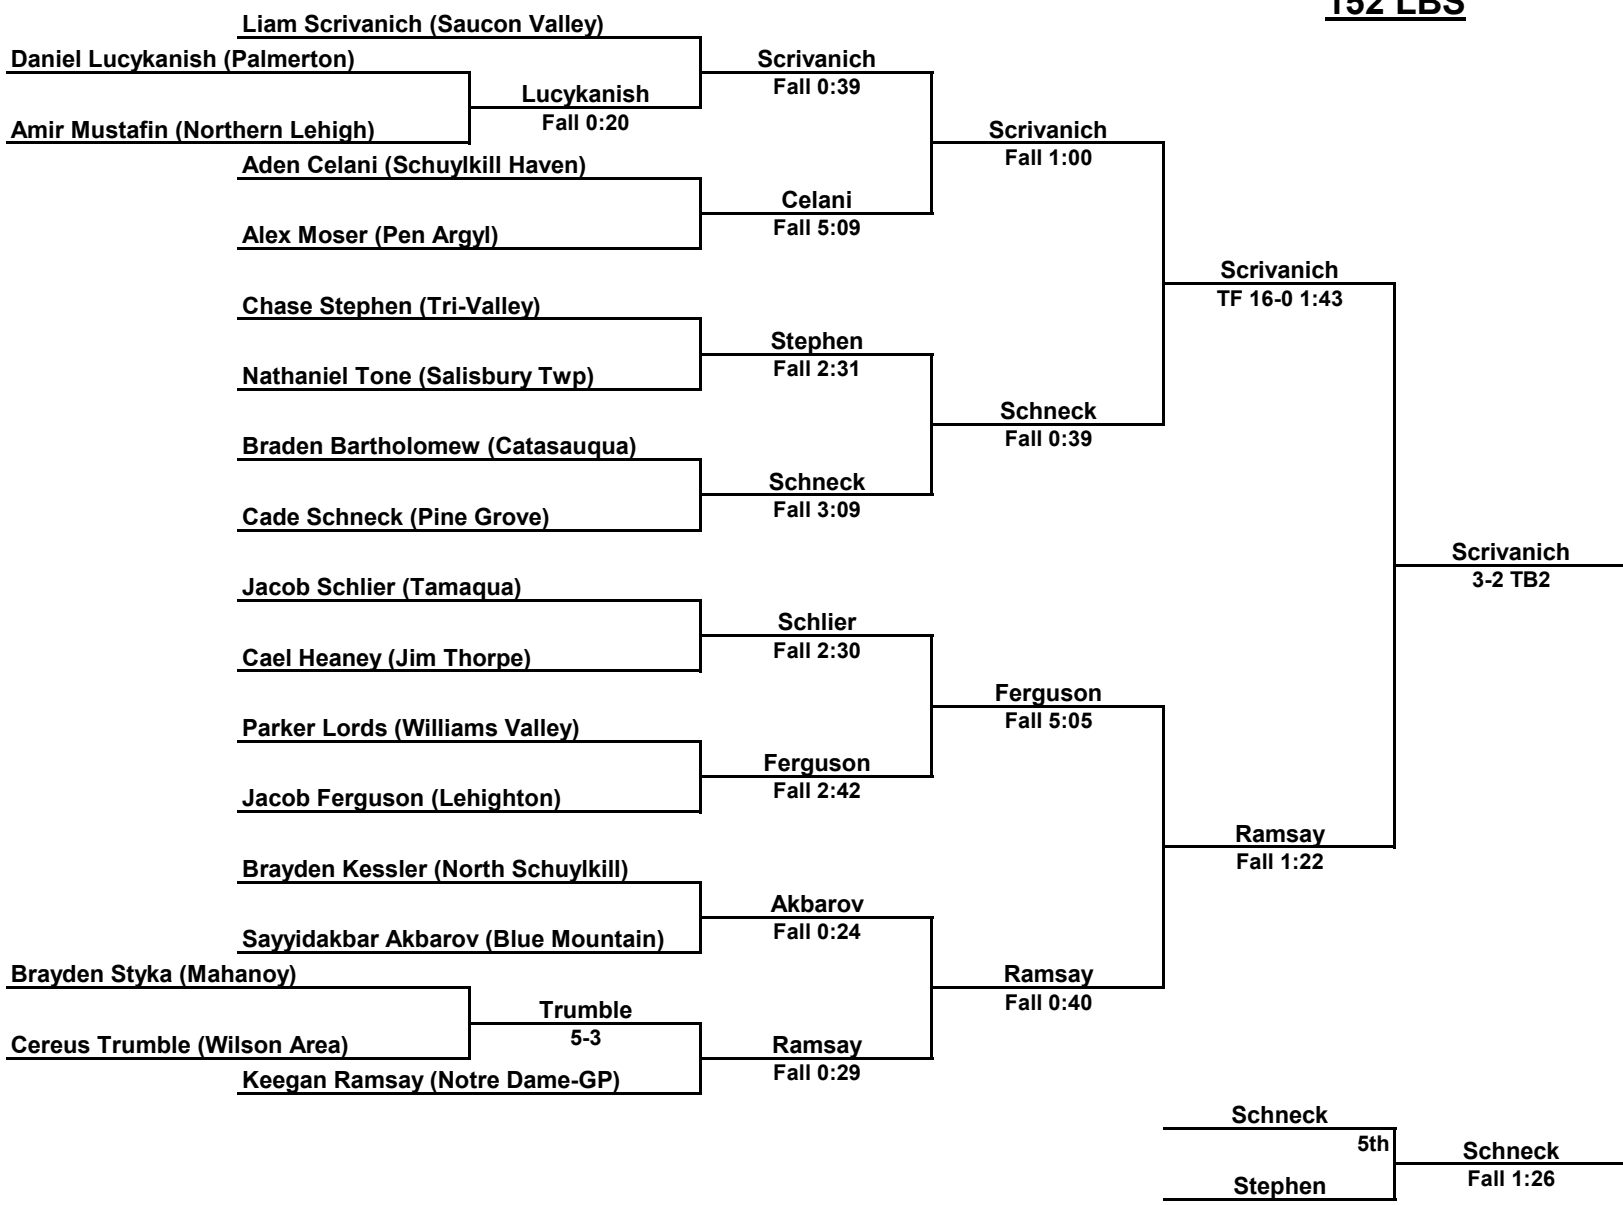 152 LBS
Liam Scrivanich (Saucon Valley)
Daniel Lucykanish (Palmerton)
Scrivanich
Fall 0:39
Lucykanish
Fall 0:20
Amir Mustafin (Northern Lehigh)
Scrivanich
Fall 1:00
Aden Celani (Schuylkill Haven)
Celani
Fall 5:09
Alex Moser (Pen Argyl)
Scrivanich
TF 16-0 1:43
Chase Stephen (Tri-Valley)
Stephen
Fall 2:31
Nathaniel Tone (Salisbury Twp)
Schneck
Fall 0:39
Braden Bartholomew (Catasauqua)
Schneck
Fall 3:09
Cade Schneck (Pine Grove)
Scrivanich
3-2 TB2
Jacob Schlier (Tamaqua)
Schlier
Fall 2:30
Cael Heaney (Jim Thorpe)
Ferguson
Fall 5:05
Parker Lords (Williams Valley)
Ferguson
Fall 2:42
Jacob Ferguson (Lehighton)
Ramsay
Fall 1:22
Brayden Kessler (North Schuylkill)
Akbarov
Fall 0:24
Sayyidakbar Akbarov (Blue Mountain)
Brayden Styka (Mahanoy)
Ramsay
Fall 0:40
Trumble
5-3
Cereus Trumble (Wilson Area)
Ramsay
Fall 0:29
Keegan Ramsay (Notre Dame-GP)
Schneck
5th
Schneck
Fall 1:26
Stephen